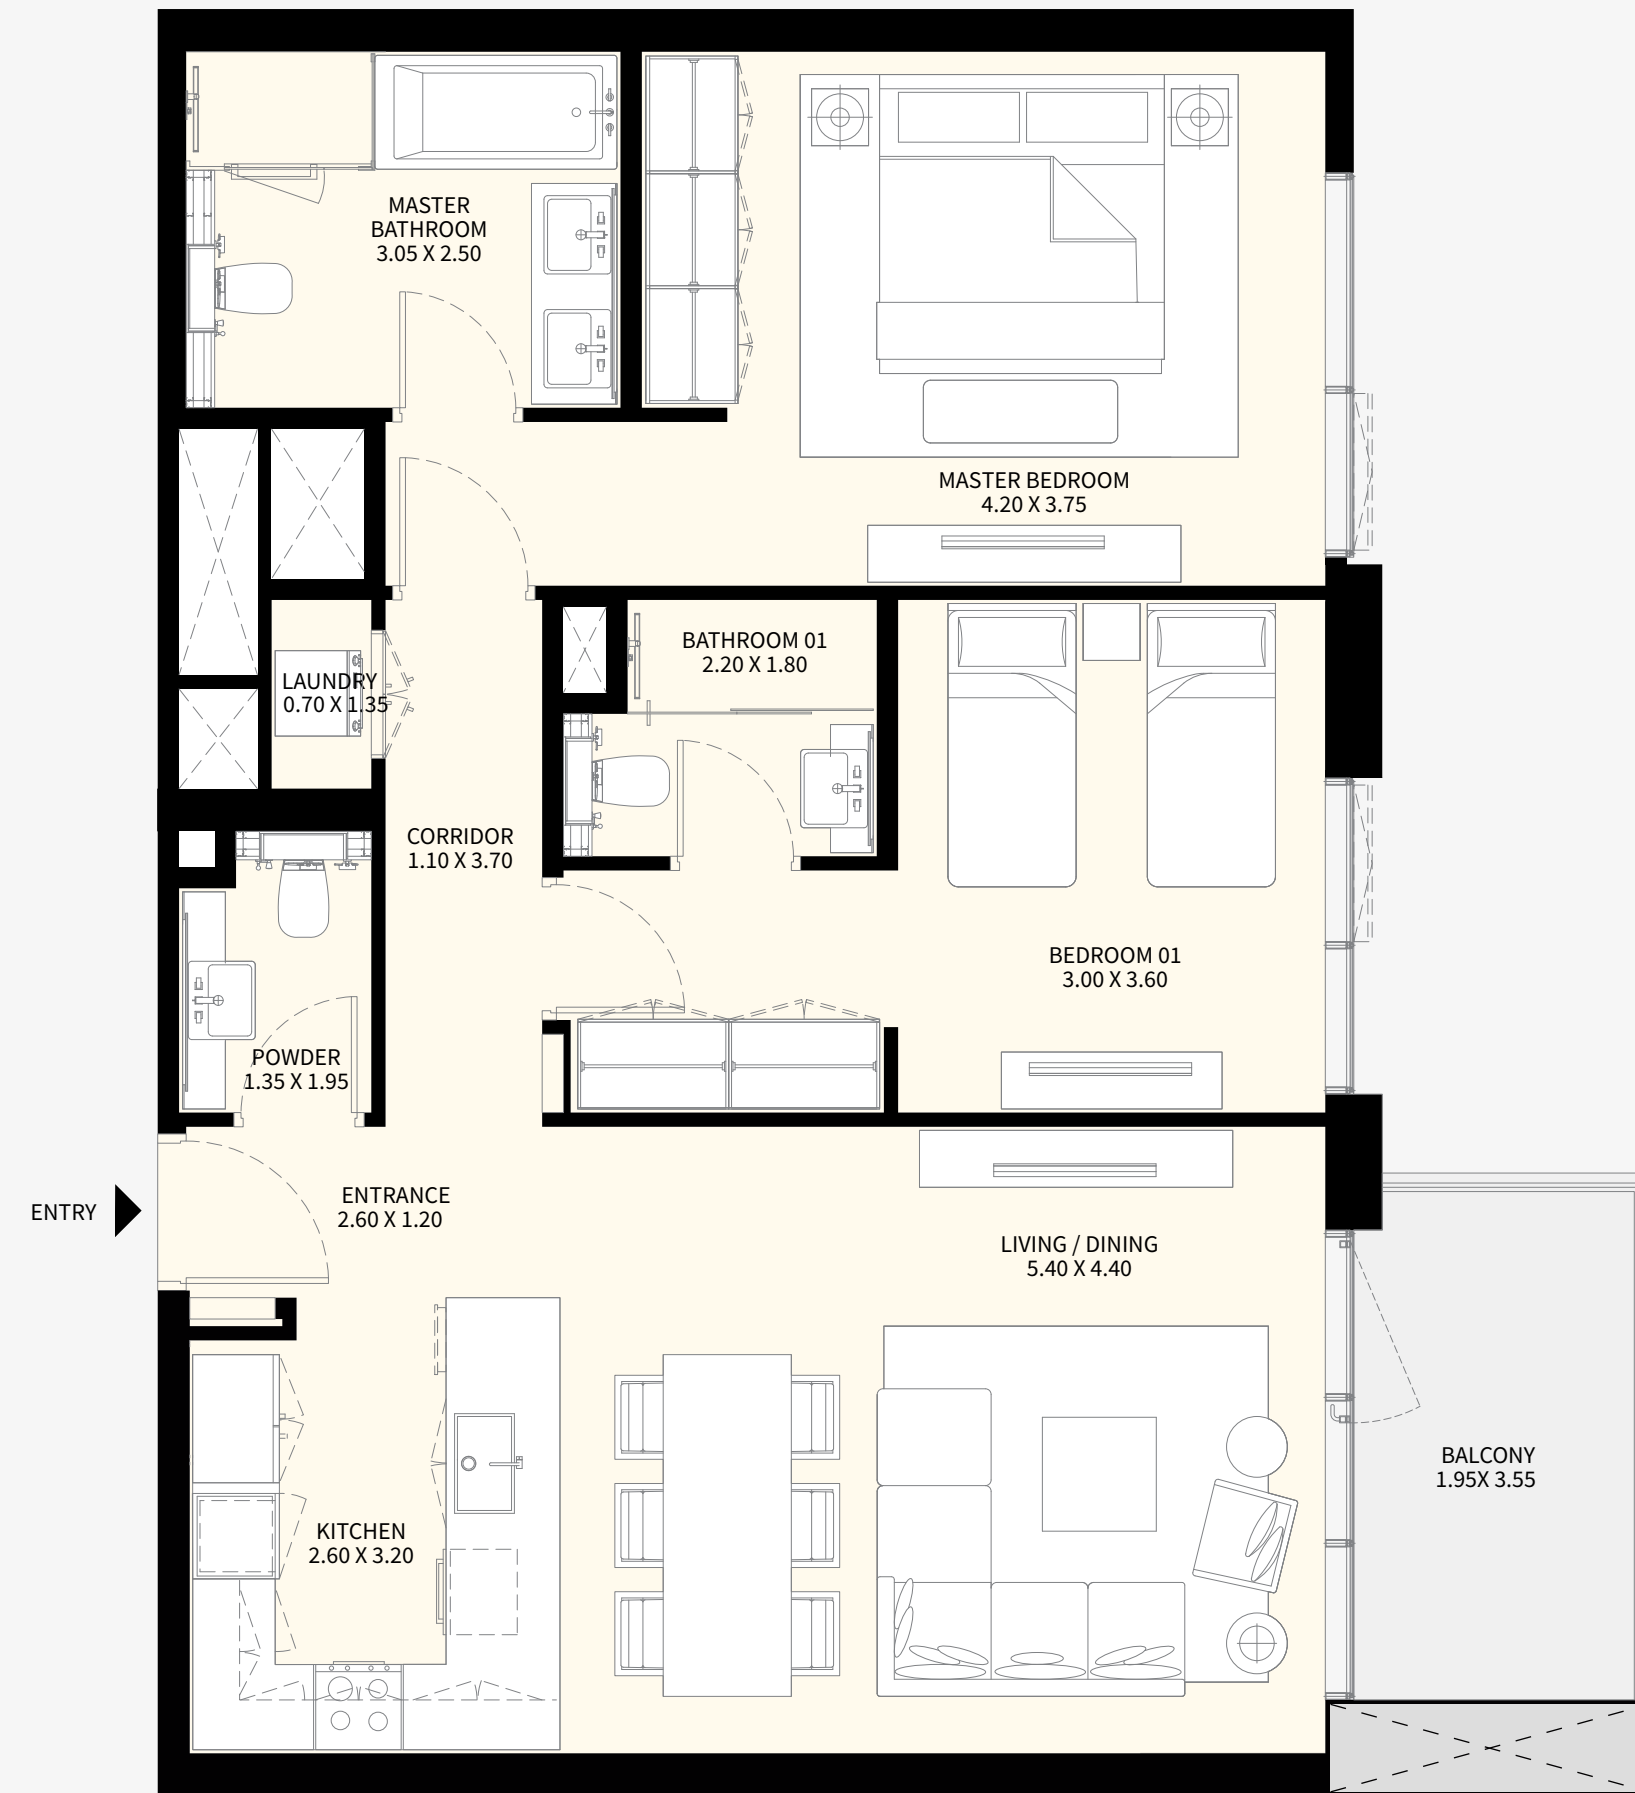 MASTER
BATHROOM
3.05 X 2.50
MASTER BEDROOM
4.20 X 3.75
BATHROOM 01
2.20 X 1.80
LAUNDRY
0.70 X 1.35
CORRIDOR
1.10 X 3.70
BEDROOM 01
3.00 X 3.60
POWDER
1.35 X 1.95
ENTRY
ENTRANCE
2.60 X 1.20
LIVING / DINING
5.40 X 4.40
BALCONY
1.95X 3.55
KITCHEN
2.60 X 3.20